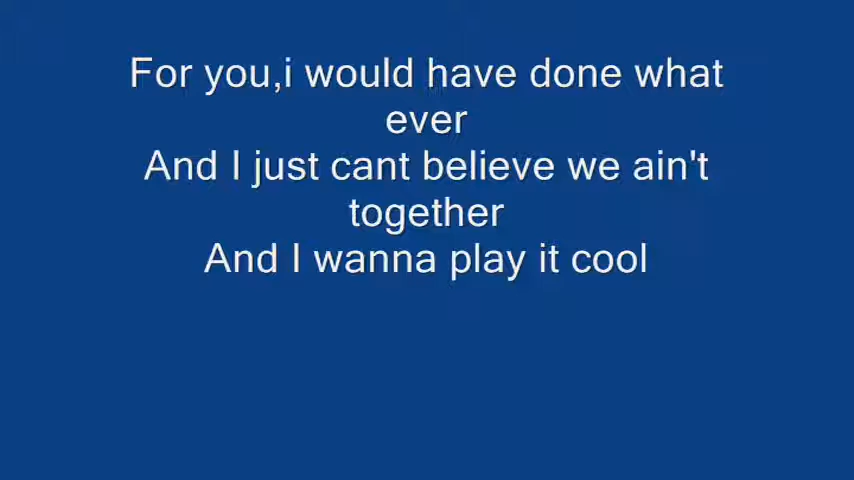 For you,i would have done what
ever
And I just cant believe we ain't
together
And I wanna play it cool